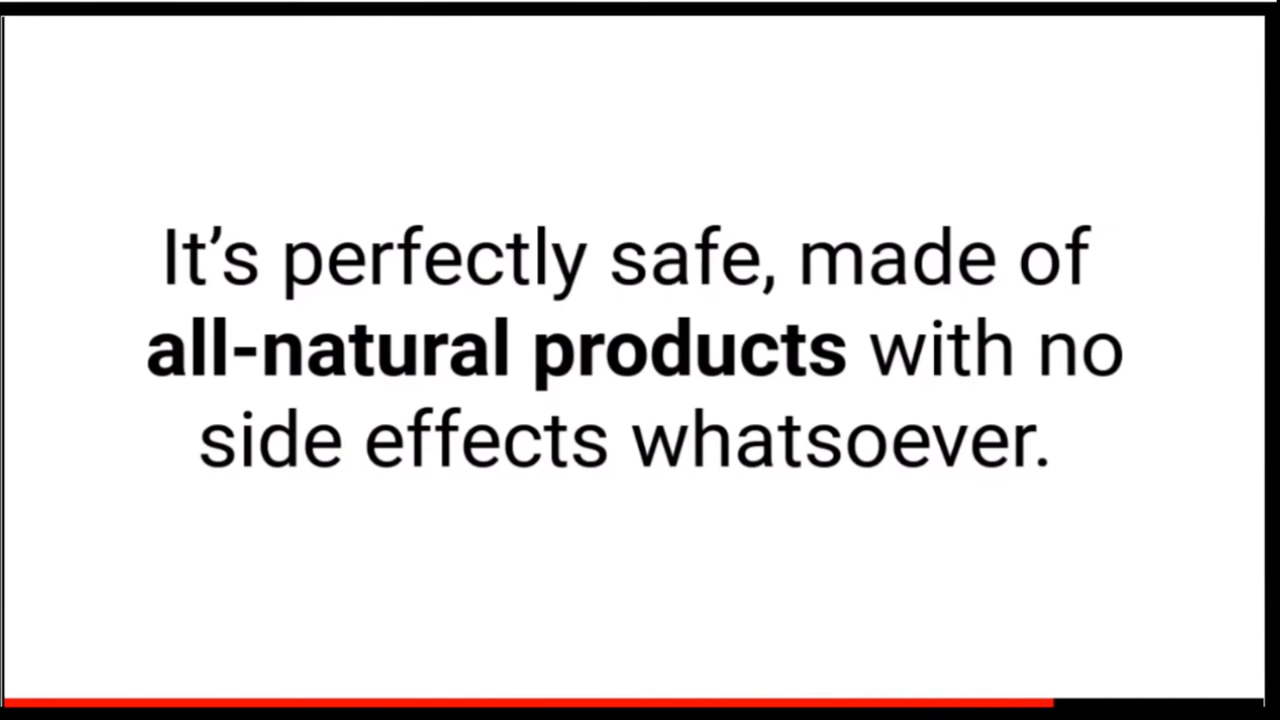 It’s perfectly safe, made of
all-natural products with no
side effects whatsoever.